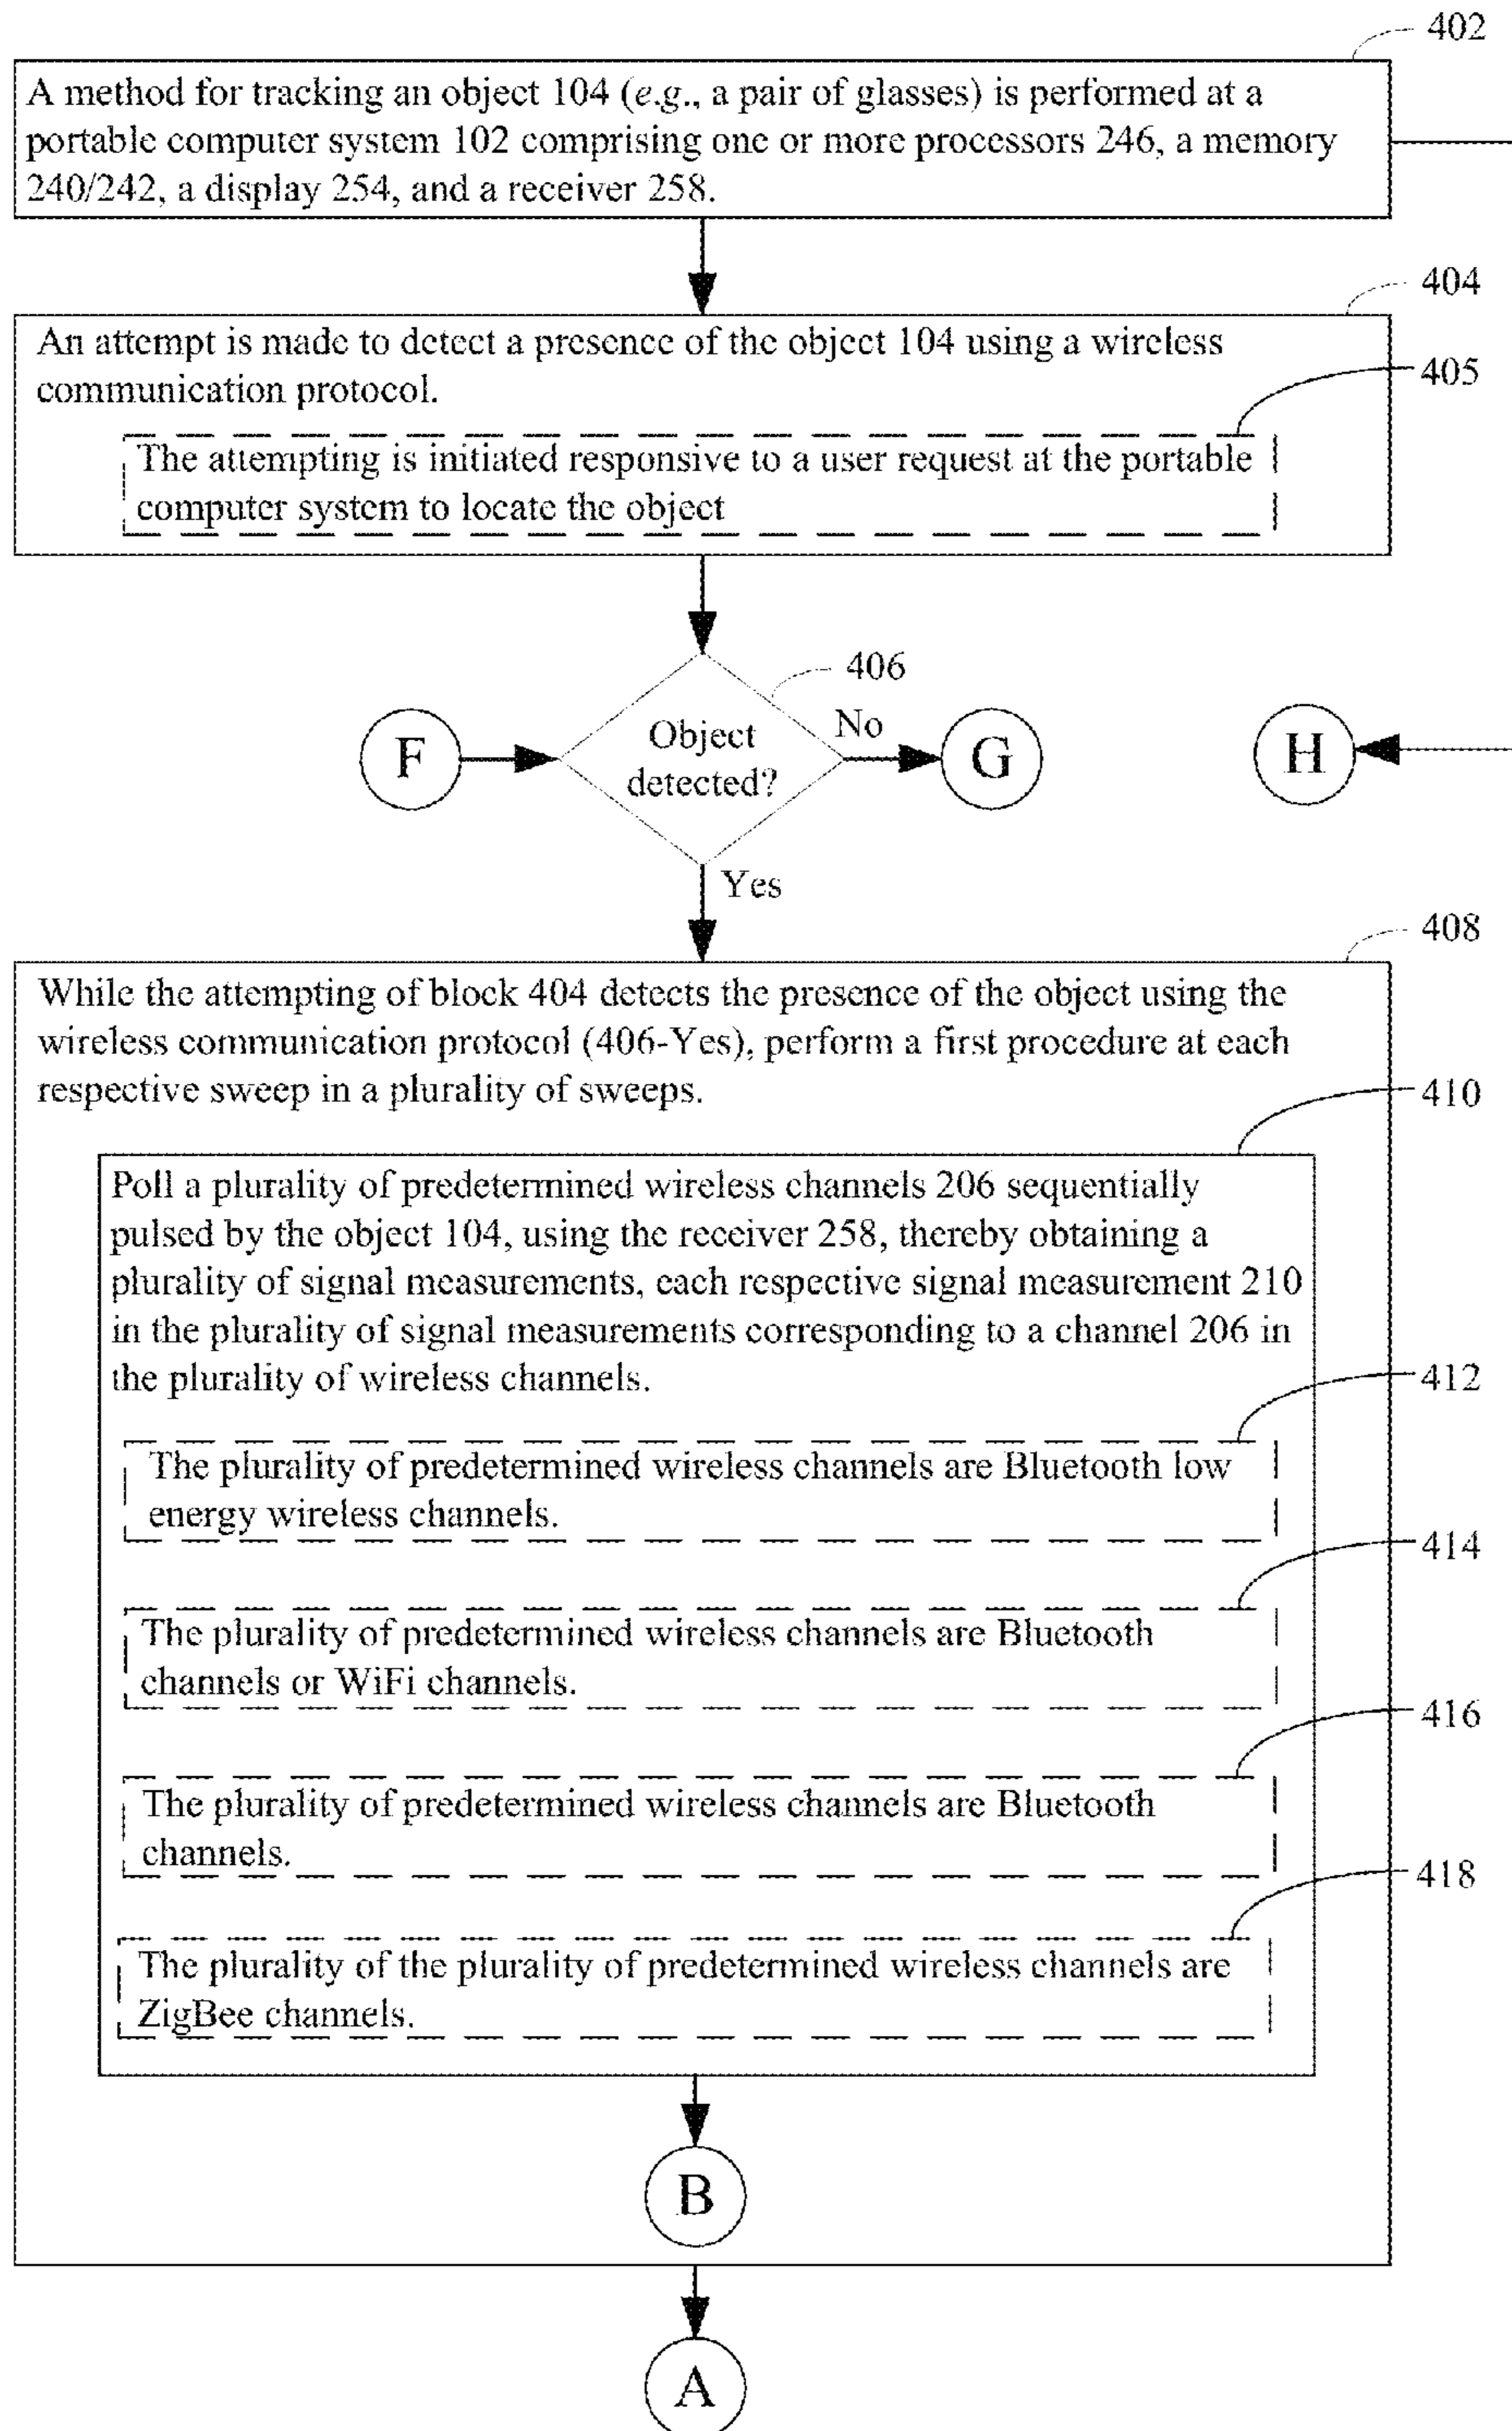 402
A method for tracking an object 104 (e.g., a pair of glasses) is performed at a
portable computer system 102 comprising one or more processors 246, a memory
240/242, a display 254, and a receiver 258.
404
An attempt is made to detect a presence of the object 104 using a wireless
communication protocol.
405
The attempting is initiated responsive to a user request at the portable
computer system to locate the object
406
F
Object
detected?
No
G
H
Yes
408
While the attempting of block 404 detects the presence of the object using the
wireless communication protocol (406-Yes), perform a first procedure at each
respective sweep in a plurality of sweeps.
410
Poll a plurality of predetermined wireless channels 206 sequentially
pulsed by the object 104, using the receiver 258, thereby obtaining a
plurality of signal measurements, each respective signal measurement 210
in the plurality of signal measurements corresponding to a channel 206 in
the plurality of wireless channels.
412
The plurality of predetermined wireless channels are Bluetooth low
energy wireless channels.
414
The plurality of predetermined wireless channels are Bluetooth
channels or WiFi channels.
416
The plurality of predetermined wireless channels are Bluetooth
channels.
418
The plurality of the plurality of predetermined wireless channels are
ZigBee channels.
B
A